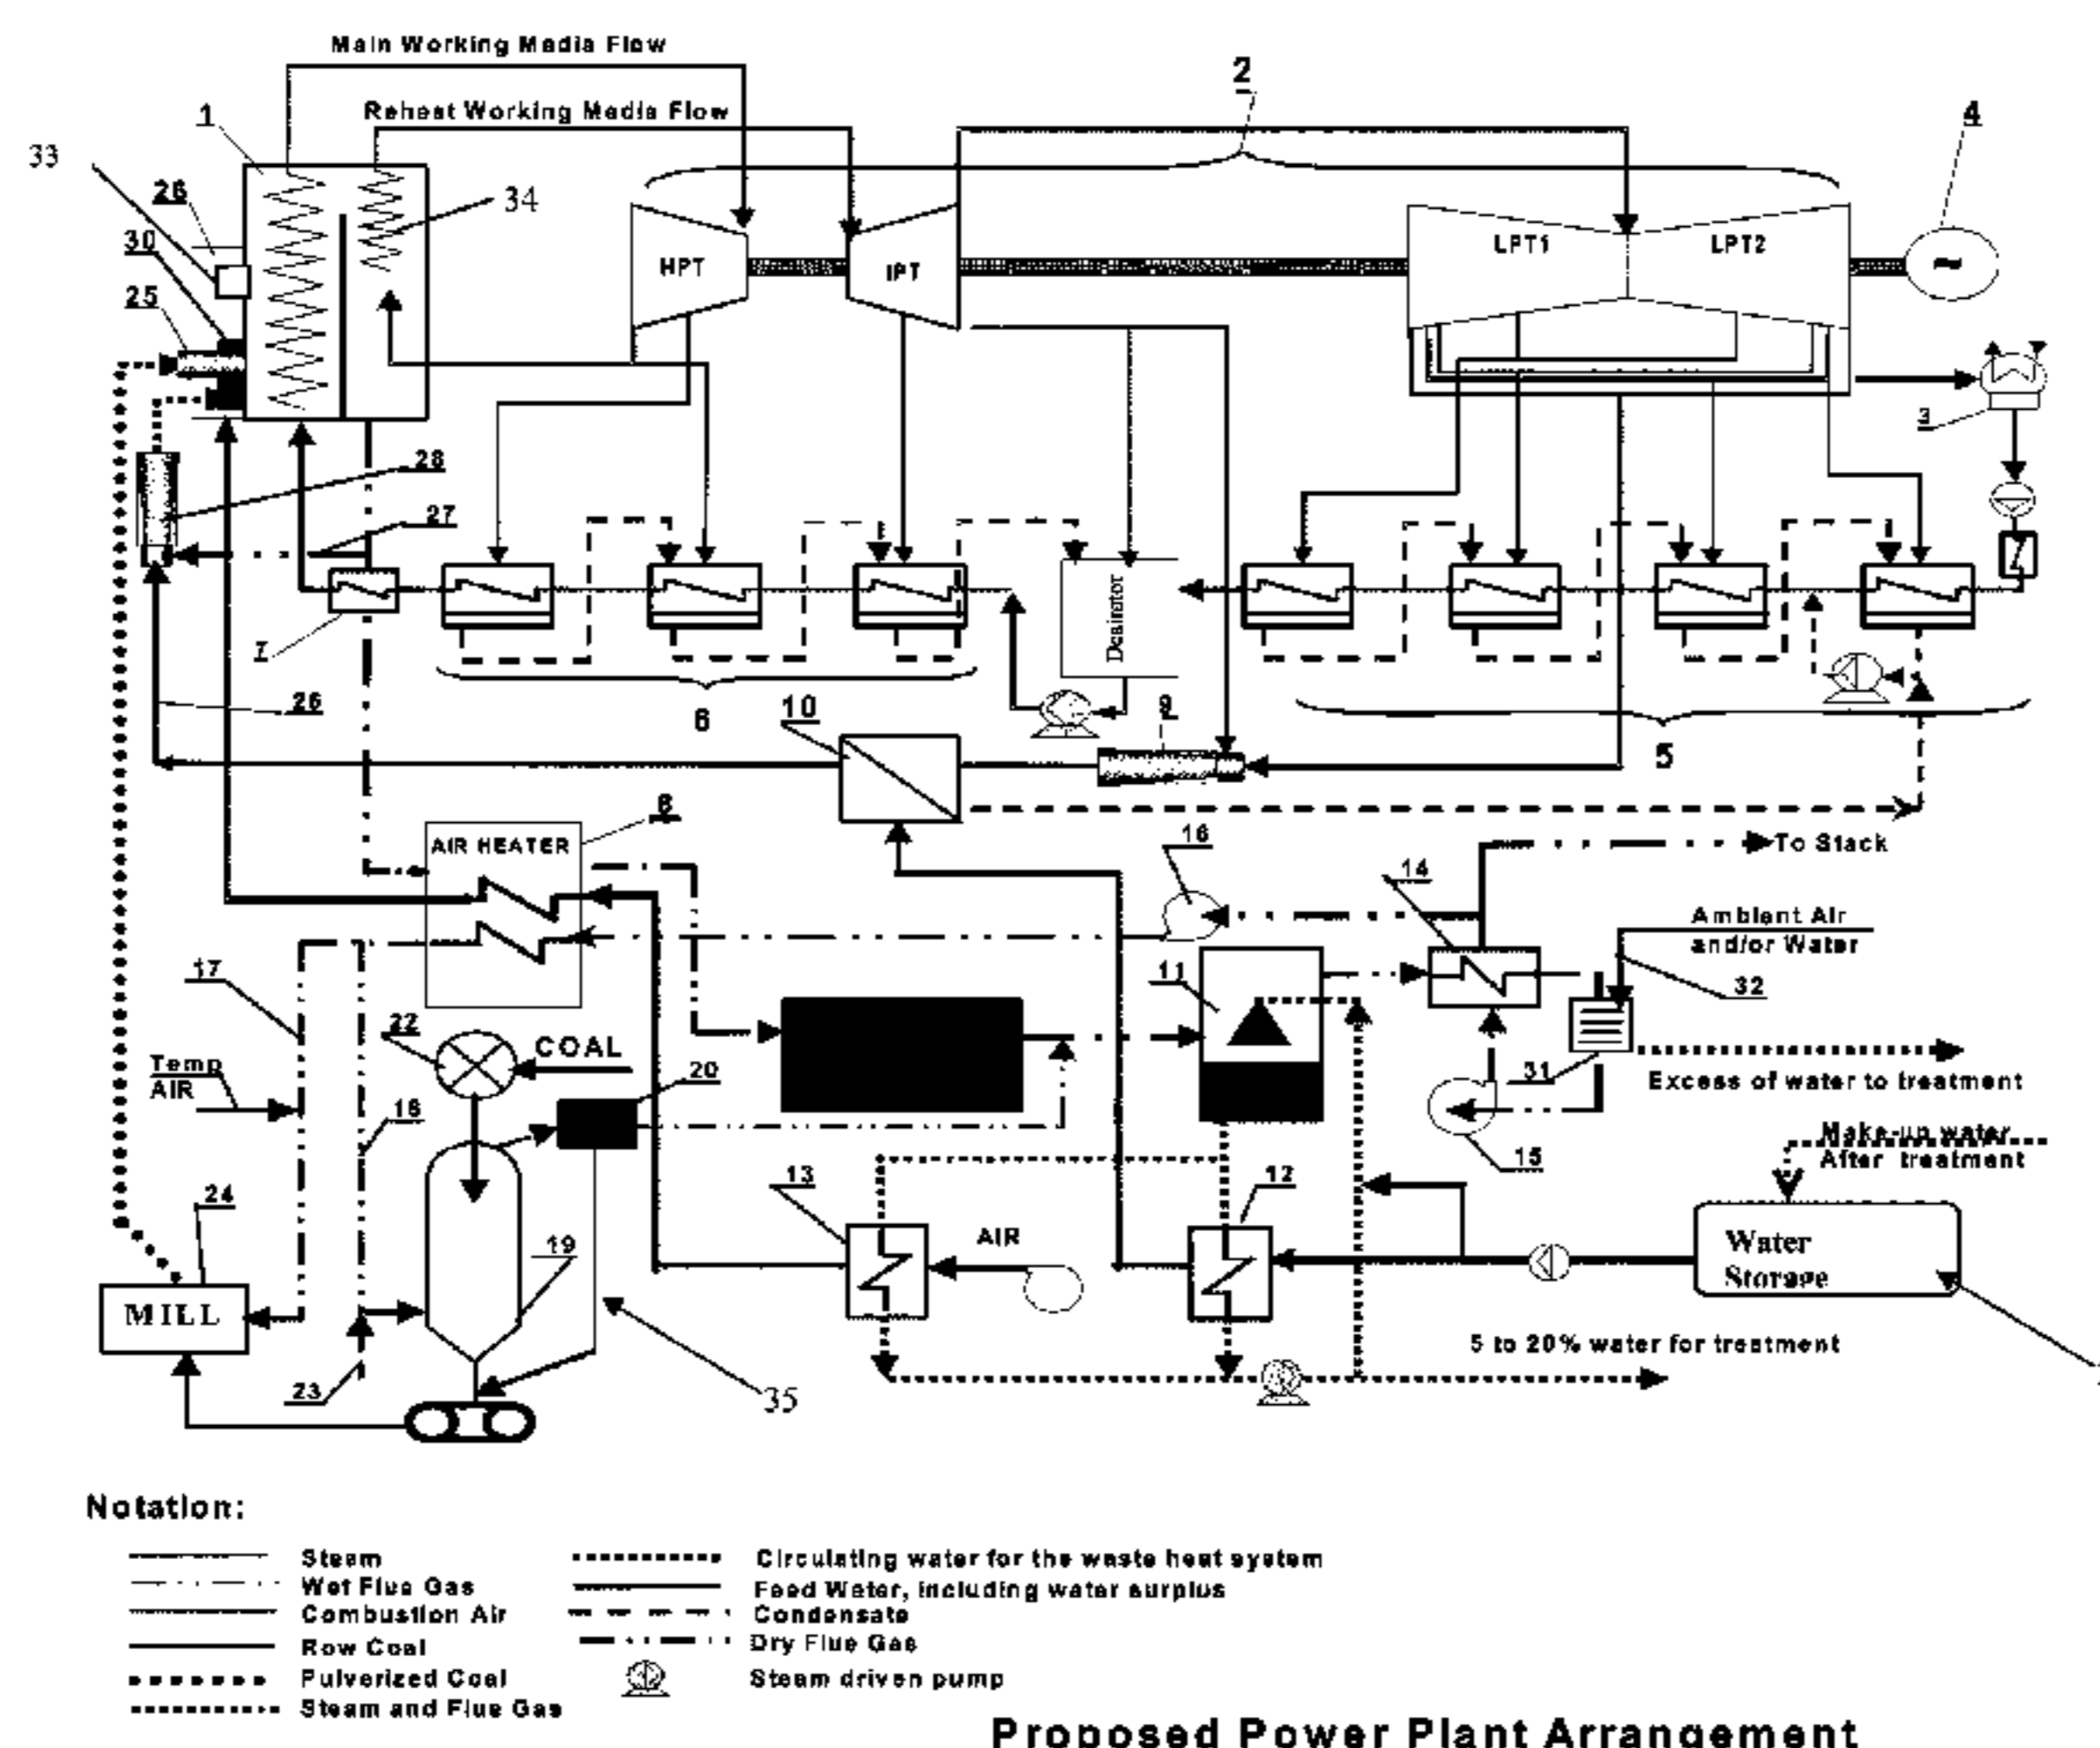 Main Working Media Flow
2
Reheat Working Media Flow
1
4
33
26
34
30
LPT1
LPT2
HPT
IPT
~
25
3
28
27
Deairator
7
26
6
10
9
5
8
16
AIR HEATER
To Stack
14
Ambient Air
and/or Water
17
11
32
22
COAL
Temp
AIR
20
31
Excess of water to treatment
18
Make-up water
After treatment
15
24
13
12
19
AIR
Water
Storage
MILL
5 to 20% water for treatment
23
35
Notation:
Steam
Circulating water for the waste heat system
Wet Flue Gas
Feed Water, including water surplus
Combustion Air
Condensate
Row Coal
Dry Flue Gas
Pulverized Coal
Steam driven pump
Steam and Flue Gas
Proposed Power Plant Arrangement